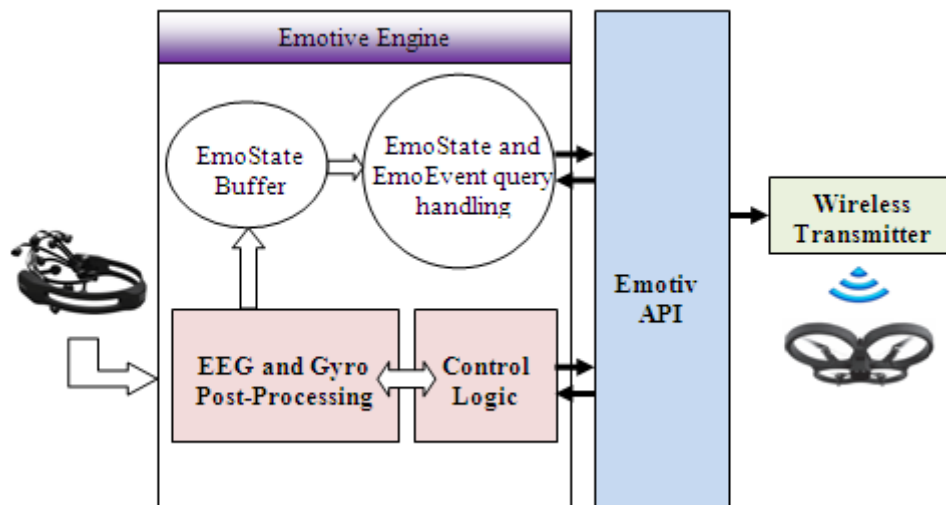 Emotive Engine
EmoState
Buffer
EmoState and
EmoEvent query
handling
EEG and Gyro
Post-Processing
Control
Logic
Emotiv
API
Wireless
Transmitter